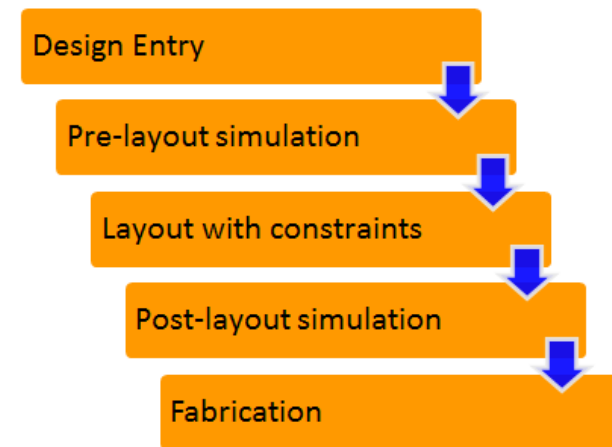 Design Entry
Pre-layout simulation
Layout with constraints
Post-layout simulation
Fabrication